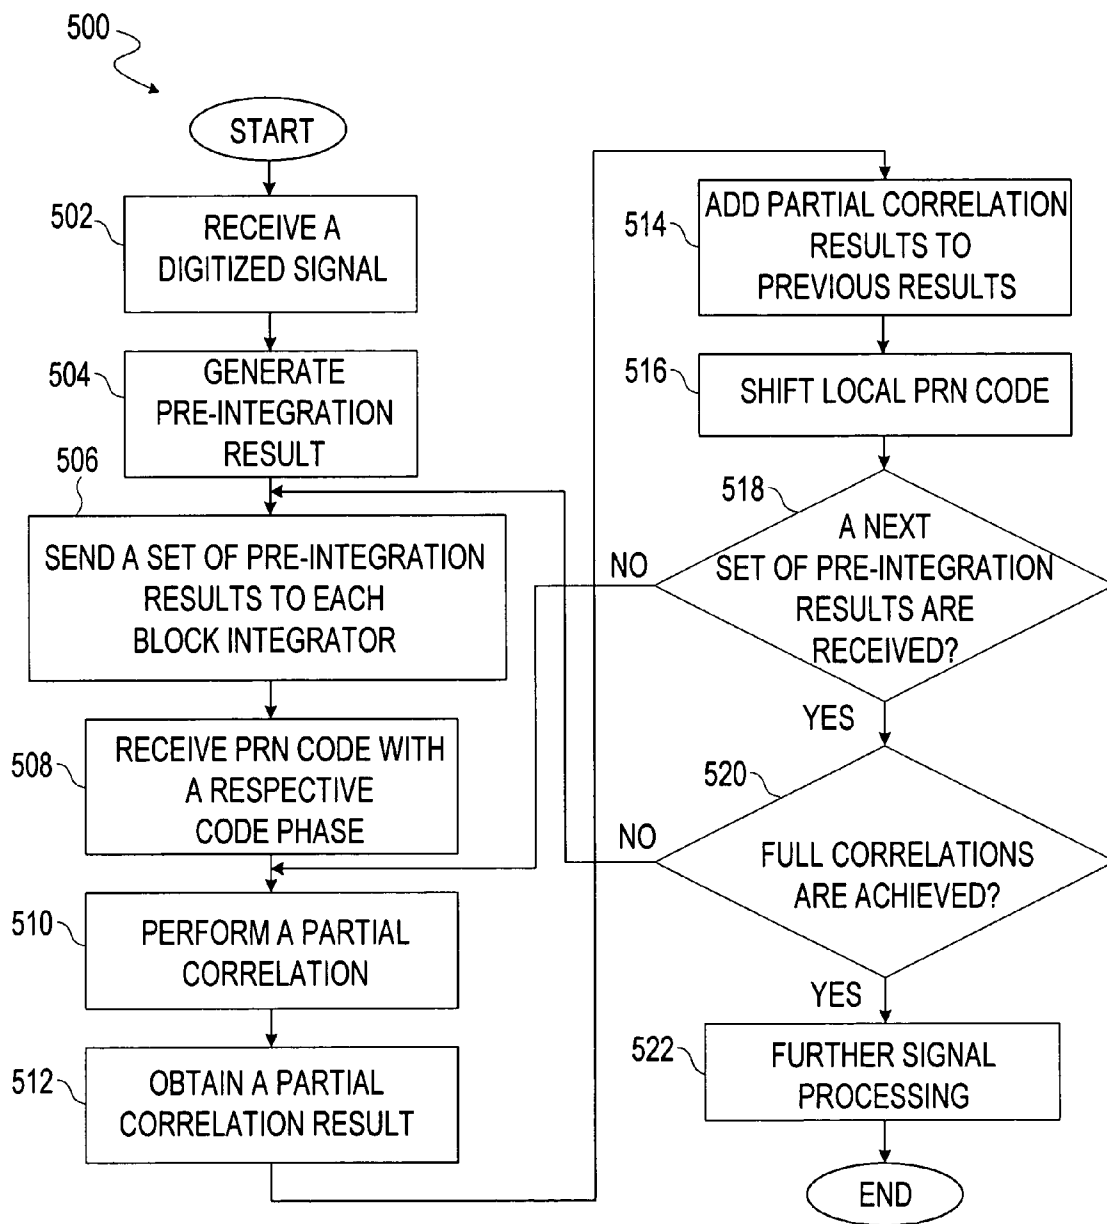 500
START
502
RECEIVE A
DIGITIZED SIGNAL
504
GENERATE
PRE-INTEGRATION
RESULT
506
SEND A SET OF PRE-INTEGRATION
RESULTS TO EACH
BLOCK INTEGRATOR
508
RECEIVE PRN CODE WITH
A RESPECTIVE
CODE PHASE
510
PERFORM A PARTIAL
CORRELATION
512
OBTAIN A PARTIAL
CORRELATION RESULT
514
ADD PARTIAL CORRELATION
RESULTS TO
PREVIOUS RESULTS
516
SHIFT LOCAL PRN CODE
518
A NEXT
SET OF PRE-INTEGRATION
RESULTS ARE
RECEIVED?
NO
YES
520
FULL CORRELATIONS
ARE ACHIEVED?
NO
YES
522
FURTHER SIGNAL
PROCESSING
END